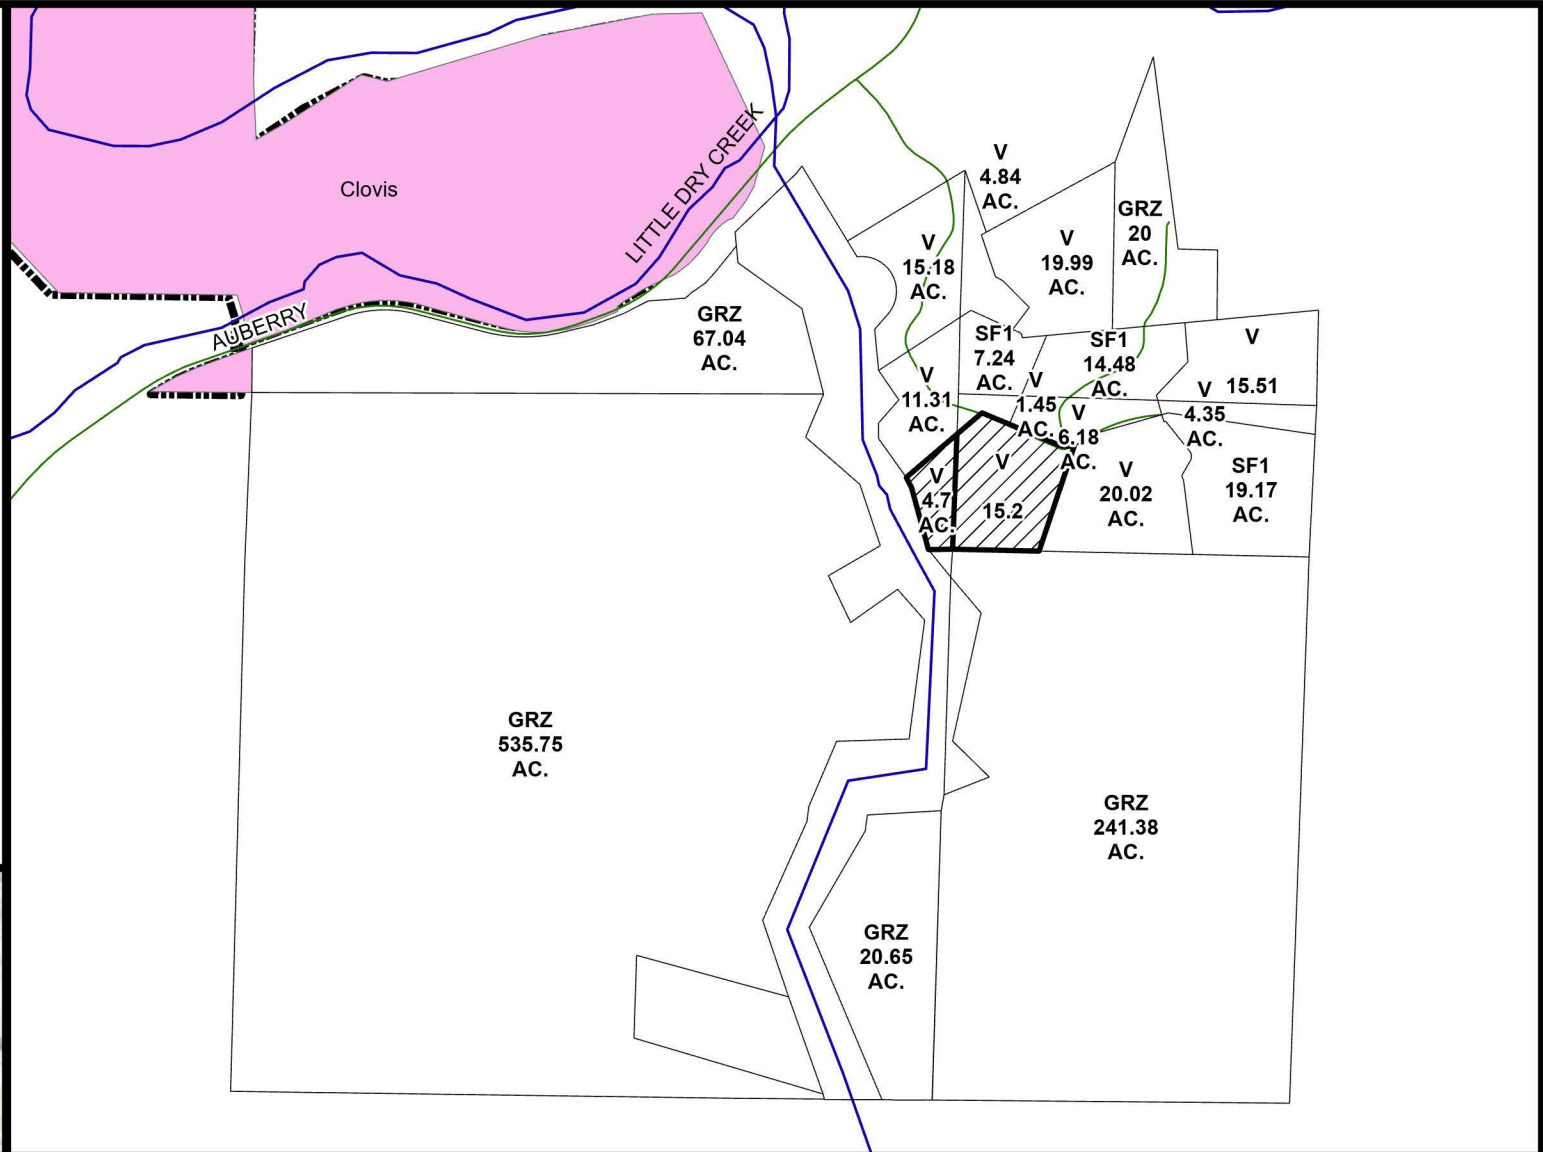 Clovis
LITTLE DRY CREEK
AUBERRY
GRZ
67.04
AC.
V
4.84
AC.
V
15.18
AC.
V
19.99
AC.
GRZ
20
AC.
SF1
7.24
AC.
SF1
14.48
AC.
V
15.51
V
11.31
AC.
V
1.45
AC.
V
6.18
AC.
V
4.35
AC.
V
4.7
AC.
V
15.2
V
20.02
AC.
SF1
19.17
AC.
GRZ
535.75
AC.
GRZ
241.38
AC.
GRZ
20.65
AC.